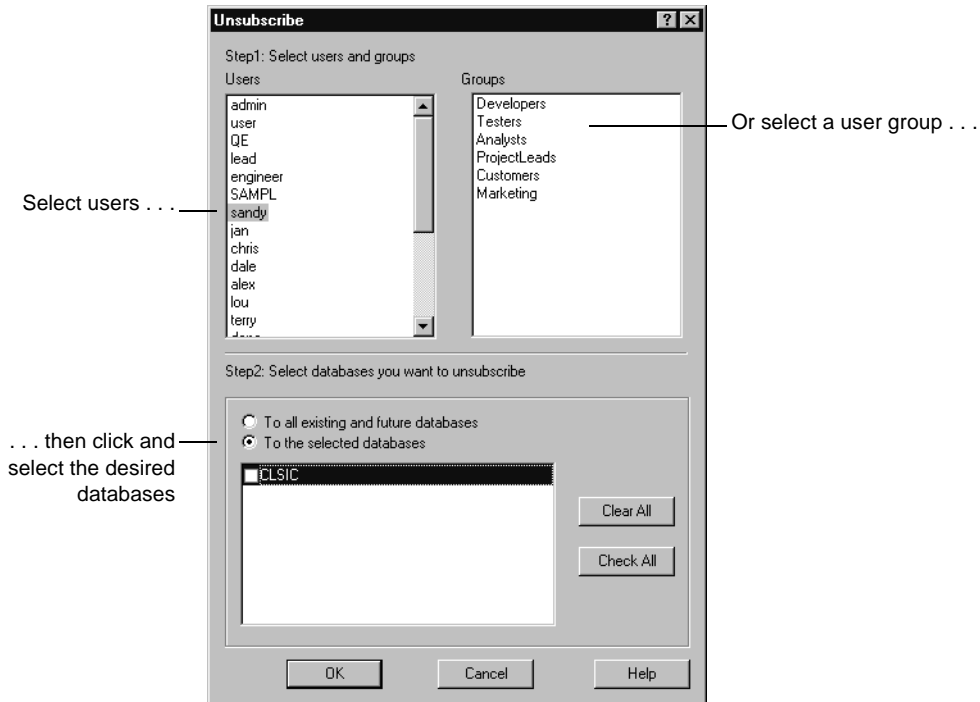 Unsubscribe
Step1: Select users and groups
Users
Groups
admin
user
QE
lead
engineer
SAMPL
sandy
jan
chris
dale
alex
lou
terry
Developers
Testers
Analysts
ProjectLeads
Customers
Marketing
Or select a user group . . .
Select users . . .
Step2: Select databases you want to unsubscribe
To all existing and future databases
To the selected databases
. . . then click and
select the desired
databases
CLSIC
Clear All
Check All
OK
Cancel
Help